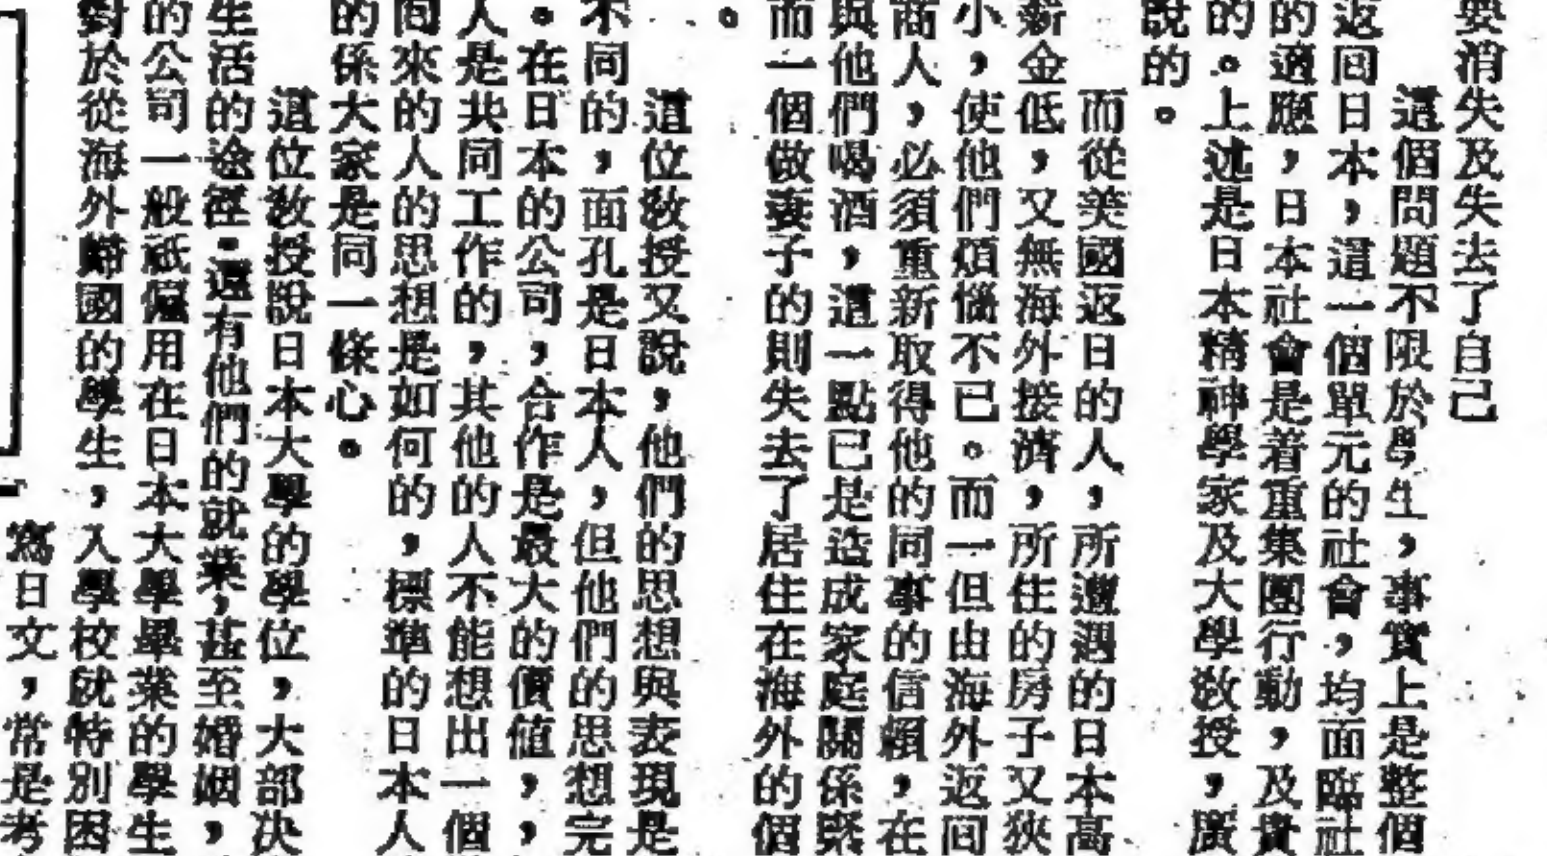 要消失及失去了自己
這個問題不限於學生，事實上是整個
返回日本，這一個單元的社會，均面臨社
的適應，日本社會是着重集團行動，及貴
的。上述是日本精神學家及大學敎授，廣
說的。
而從美國返日的人，所遭遇的日本高
薪金低，又無海外接濟，所住的房子又狹
小，使他們煩惱不已。而一但由海外返回
商人，必須重新取得他的同事的信賴，在
與他們喝酒，這一點已是造成家庭關係緊
而一個做妻子的則失去了居住在海外的個
。
這位敎授又說，他們的思想與表現是
不同的，面孔是日本人，但他們的思想完
。在日本的公司，合作是最大的價值，
人是共同工作的，其他的人不能想出一個
同來的人的思想是如何的，標準的日本人
的係大家是同一條心。
這位敎授說日本大學的學位，大部決
生活的途徑．還有他們的就業，甚至婚姻，
的公司一般祇僱用在日本大學畢業的學生
對於從海外歸國的學生，入學校就特別困
寫日文，常是考